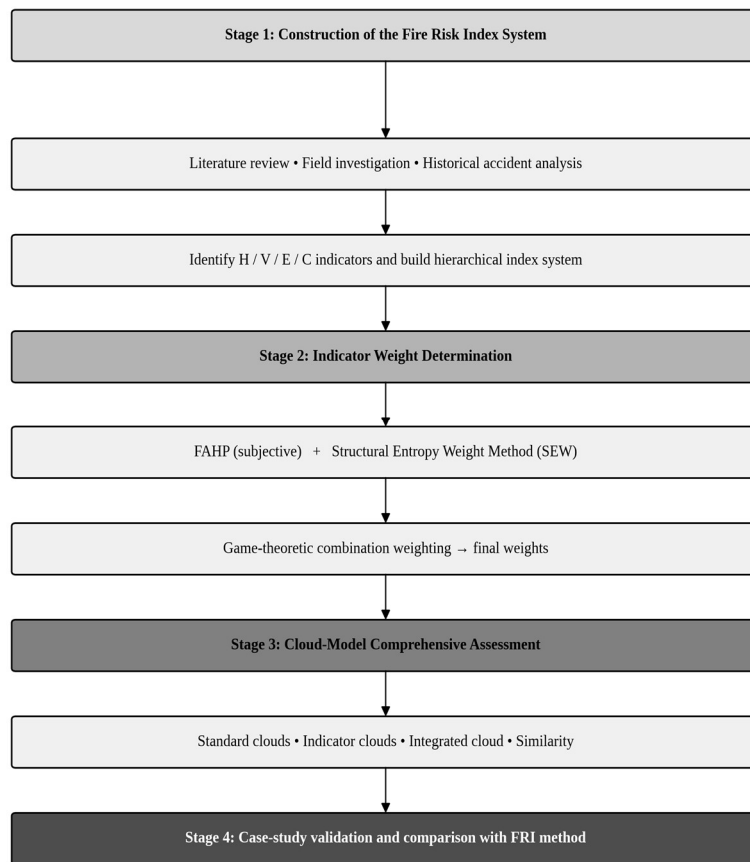 Stage 1: Construction of the Fire Risk Index System
Literature review • Field investigation • Historical accident analysis
Identify H / V / E / C indicators and build hierarchical index system
Stage 2: Indicator Weight Determination
FAHP (subjective) + Structural Entropy Weight Method (SEW)
Game-theoretic combination weighting → final weights
Stage 3: Cloud-Model Comprehensive Assessment
Standard clouds • Indicator clouds • Integrated cloud • Similarity
Stage 4: Case-study validation and comparison with FRI method